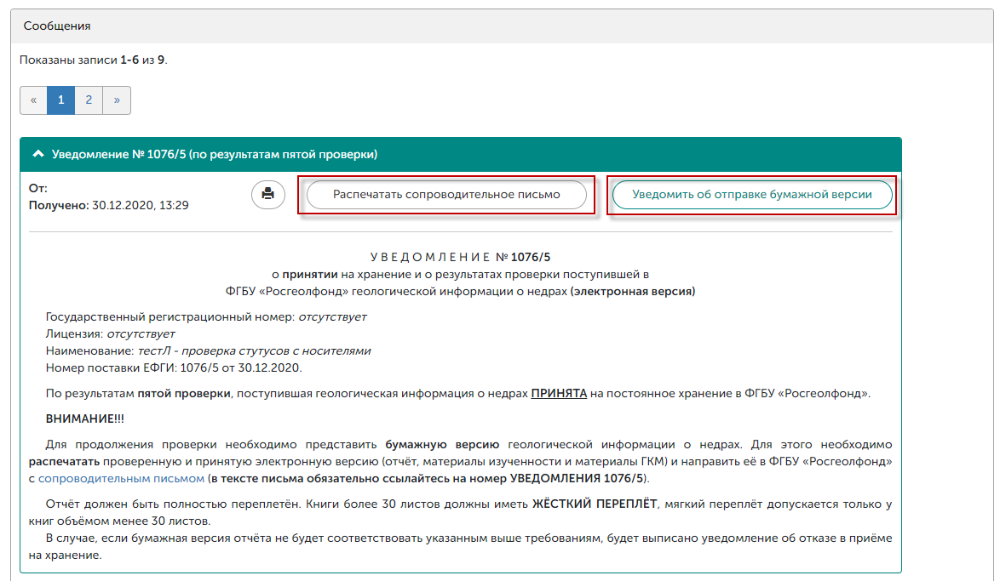 Сообщения
Показаны записи 1-6 из 9.
« 1 2 »
Уведомление № 1076/5 (по результатам пятой проверки)
От:
Получено: 30.12.2020, 13:29
Распечатать сопроводительное письмо
Уведомить об отправке бумажной версии
У В Е Д О М Л Е Н И Е № 1076/5
о принятии на хранение и о результатах проверки поступившей в
ФГБУ «Росгеолфонд» геологической информации о недрах (электронная версия)
Государственный регистрационный номер: отсутствует
Лицензия: отсутствует
Наименование: тестЛ - проверка стутусов с носителями
Номер поставки ЕФГИ: 1076/5 от 30.12.2020.
По результатам пятой проверки, поступившая геологическая информация о недрах ПРИНЯТА на постоянное хранение в ФГБУ «Росгеолфонд».
ВНИМАНИЕ!!!
Для продолжения проверки необходимо представить бумажную версию геологической информации о недрах. Для этого необходимо
распечатать проверенную и принятую электронную версию (отчёт, материалы изученности и материалы ГКМ) и направить её в ФГБУ «Росгеолфонд»
с сопроводительным письмом (в тексте письма обязательно ссылайтесь на номер УВЕДОМЛЕНИЯ 1076/5).
Отчёт должен быть полностью переплетён. Книги более 30 листов должны иметь ЖЁСТКИЙ ПЕРЕПЛЁТ, мягкий переплёт допускается только у
книг объёмом менее 30 листов.
В случае, если бумажная версия отчёта не будет соответствовать указанным выше требованиям, будет выписано уведомление об отказе в приёме
на хранение.